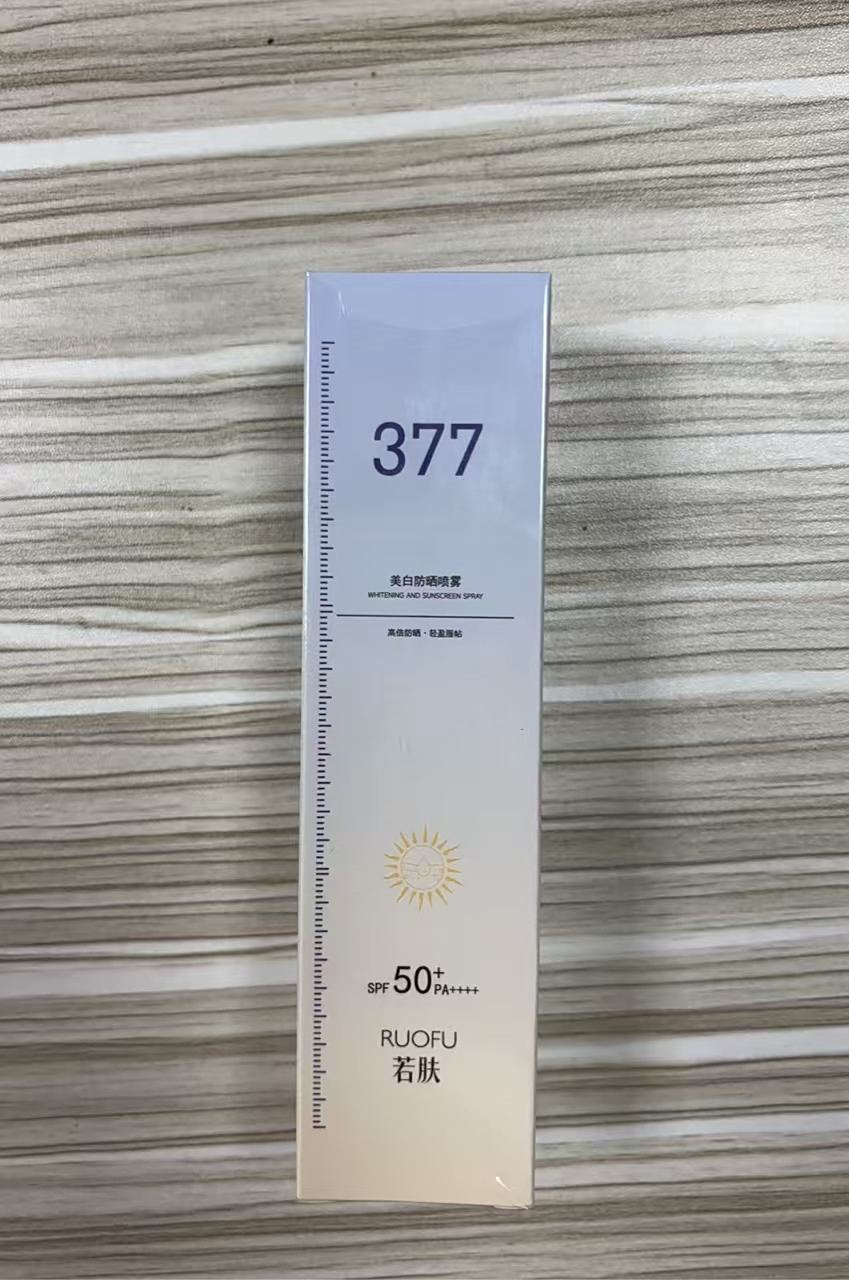 377
美白防晒喷雾
WHITENING AND SUNSCREEN SPRAY
高倍防晒·轻盈服帖
SPF 50+ PA++++
RUOFU
若肤